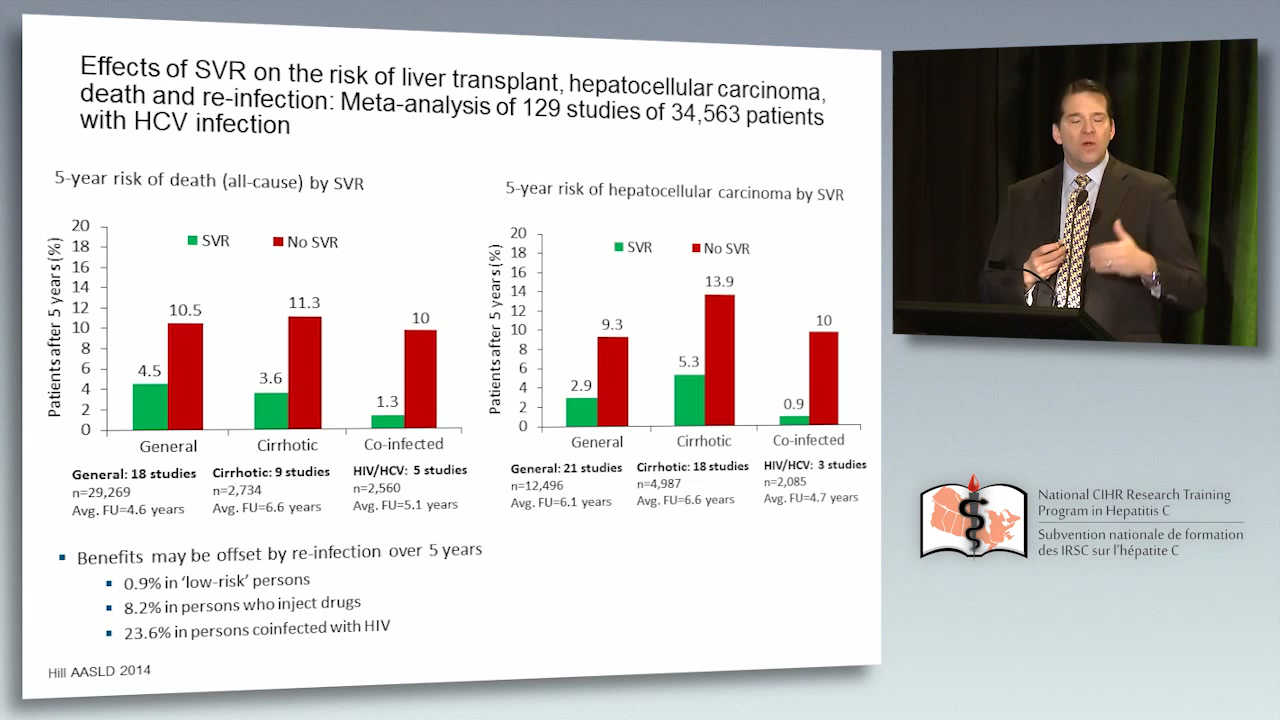 Effects of SVR on the risk of liver transplant, hepatocellular carcinoma,
death and re-infection: Meta-analysis of 129 studies of 34,563 patients
with HCV infection
5-year risk of death (all-cause) by SVR
Patients after 5 years (%)
20
18
16
14
12
10
8
6
4
2
0
SVR
No SVR
4.5
10.5
3.6
11.3
1.3
10
General
Cirrhotic
Co-infected
General: 18 studies
n=29,269
Avg. FU=4.6 years
Cirrhotic: 9 studies
n=2,734
Avg. FU=6.6 years
HIV/HCV: 5 studies
n=2,560
Avg. FU=5.1 years
5-year risk of hepatocellular carcinoma by SVR
Patients after 5 years (%)
20
18
16
14
12
10
8
6
4
2
0
SVR
No SVR
2.9
9.3
5.3
13.9
0.9
10
General
Cirrhotic
Co-infected
General: 21 studies
n=12,496
Avg. FU=6.1 years
Cirrhotic: 18 studies
n=4,987
Avg. FU=6.6 years
HIV/HCV: 3 studies
n=2,085
Avg. FU=4.7 years
Benefits may be offset by re-infection over 5 years
0.9% in ‘low-risk’ persons
8.2% in persons who inject drugs
23.6% in persons coinfected with HIV
Hill AASLD 2014
National CIHR Research Training
Program in Hepatitis C
Subvention nationale de formation
des IRSC sur l’hépatite C